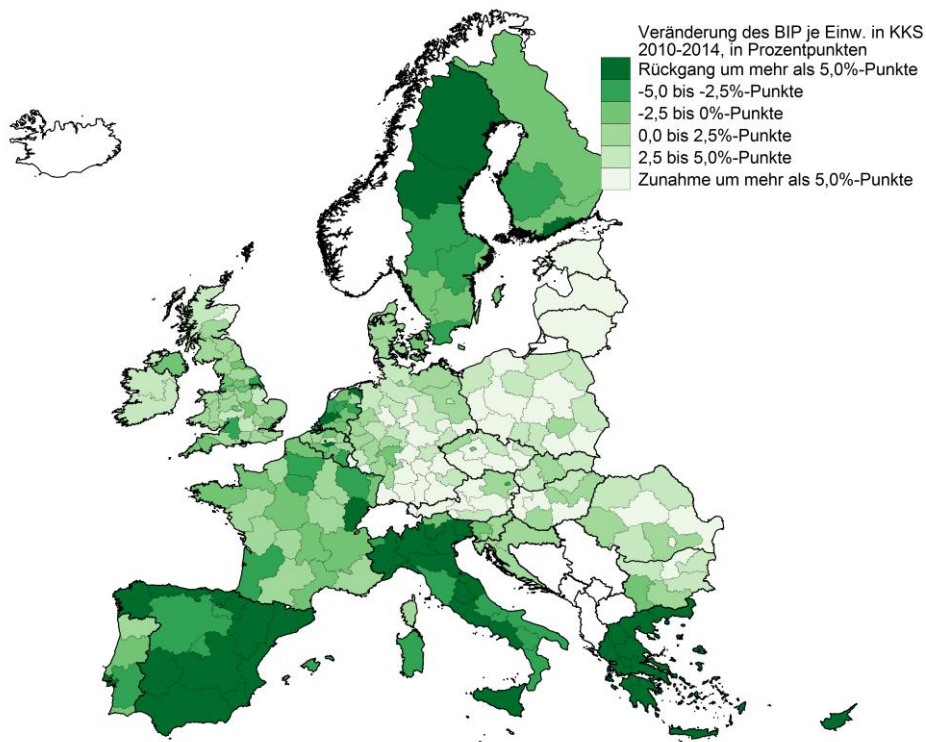 Veränderung des BIP je Einw. in KKS
2010-2014, in Prozentpunkten
Rückgang um mehr als 5,0%-Punkte
-5,0 bis -2,5%-Punkte
-2,5 bis 0%-Punkte
0,0 bis 2,5%-Punkte
2,5 bis 5,0%-Punkte
Zunahme um mehr als 5,0%-Punkte